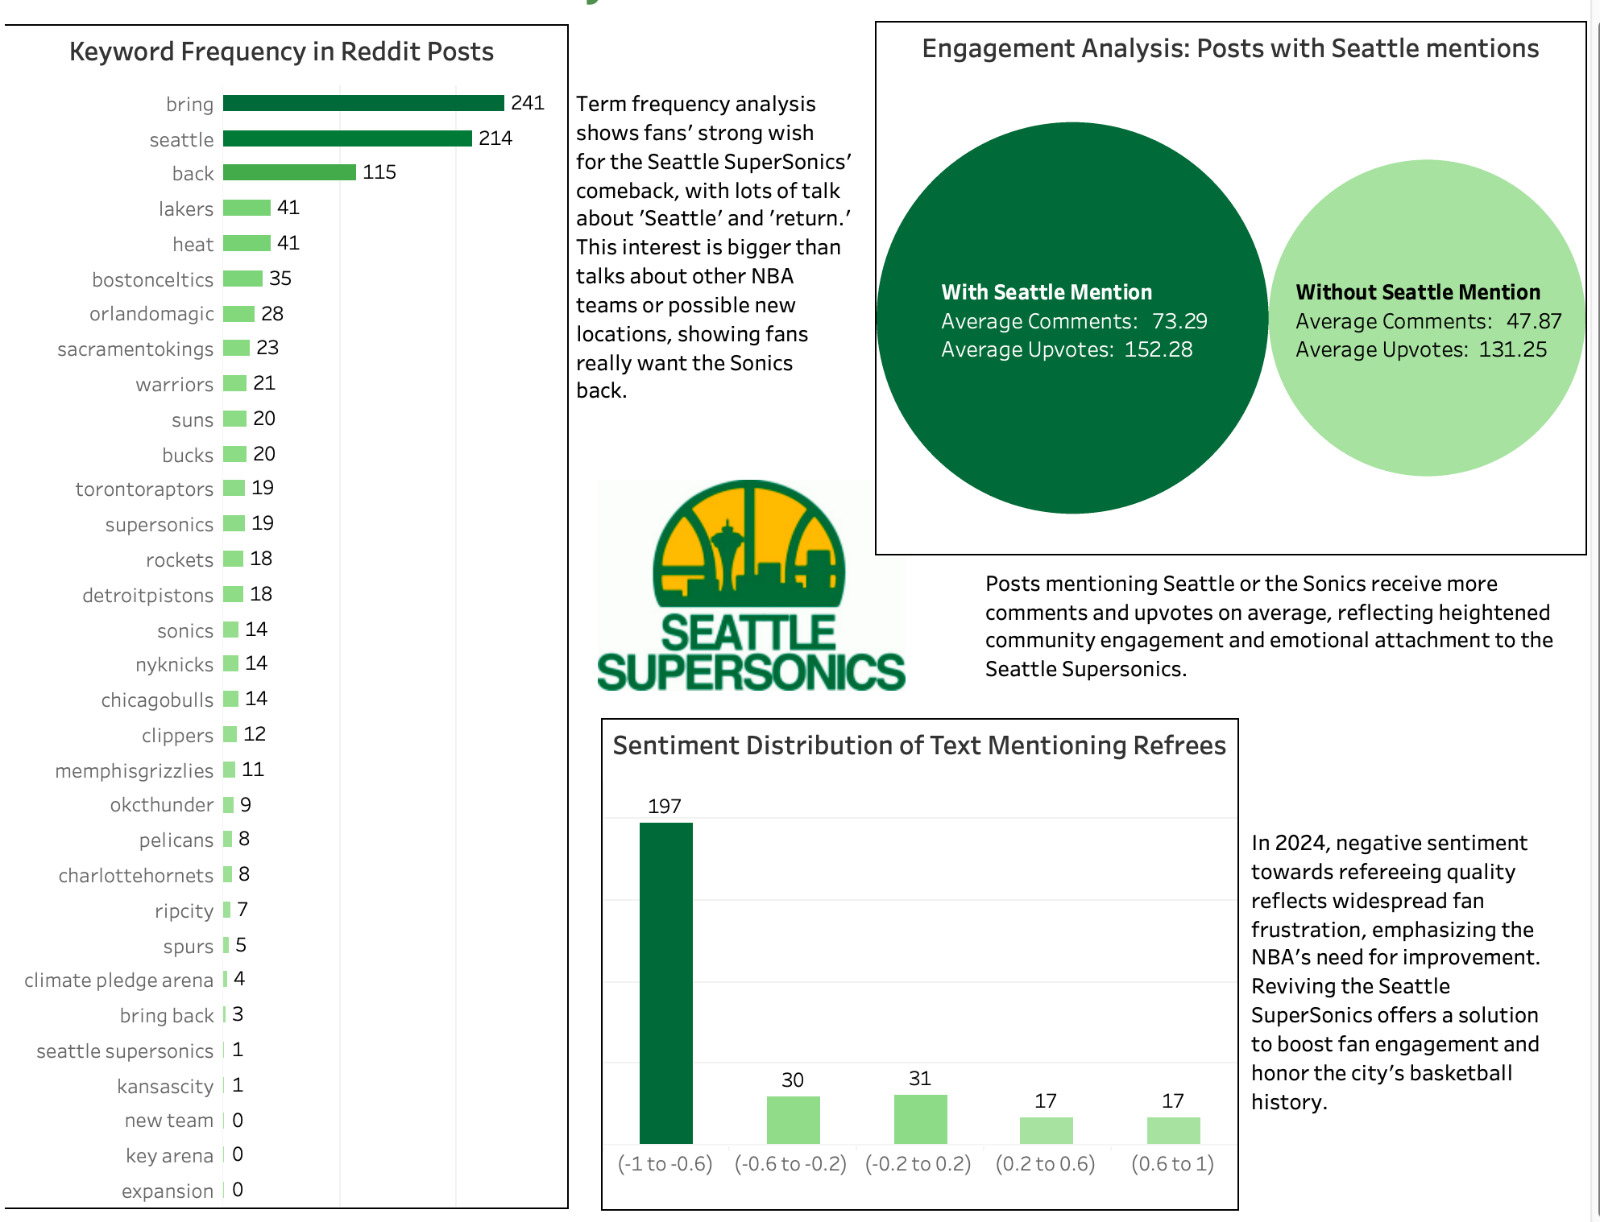 Keyword Frequency in Reddit Posts
bring 241
seattle 214
back 115
lakers 41
heat 41
bostonceltics 35
orlandomagic 28
sacramentokings 23
warriors 21
suns 20
bucks 20
torontoraptors 19
supersonics 19
rockets 18
detroitpistons 18
sonics 14
nyknicks 14
chicagobulls 14
clippers 12
memphisgrizzlies 11
okcthunder 9
pelicans 8
charlottehornets 8
ripcity 7
spurs 5
climate pledge arena 4
bring back 3
seattle supersonics 1
kansascity 1
new team 0
key arena 0
expansion 0
Term frequency analysis
shows fans’ strong wish
for the Seattle SuperSonics’
comeback, with lots of talk
about ’Seattle’ and ’return.’
This interest is bigger than
talks about other NBA
teams or possible new
locations, showing fans
really want the Sonics
back.
SEATTLE
SUPERSONICS
Engagement Analysis: Posts with Seattle mentions
With Seattle Mention
Average Comments: 73.29
Average Upvotes: 152.28
Without Seattle Mention
Average Comments: 47.87
Average Upvotes: 131.25
Posts mentioning Seattle or the Sonics receive more
comments and upvotes on average, reflecting heightened
community engagement and emotional attachment to the
Seattle Supersonics.
Sentiment Distribution of Text Mentioning Refrees
197
30
31
17
17
(-1 to -0.6) (-0.6 to -0.2) (-0.2 to 0.2) (0.2 to 0.6) (0.6 to 1)
In 2024, negative sentiment
towards refereeing quality
reflects widespread fan
frustration, emphasizing the
NBA’s need for improvement.
Reviving the Seattle
SuperSonics offers a solution
to boost fan engagement and
honor the city’s basketball
history.